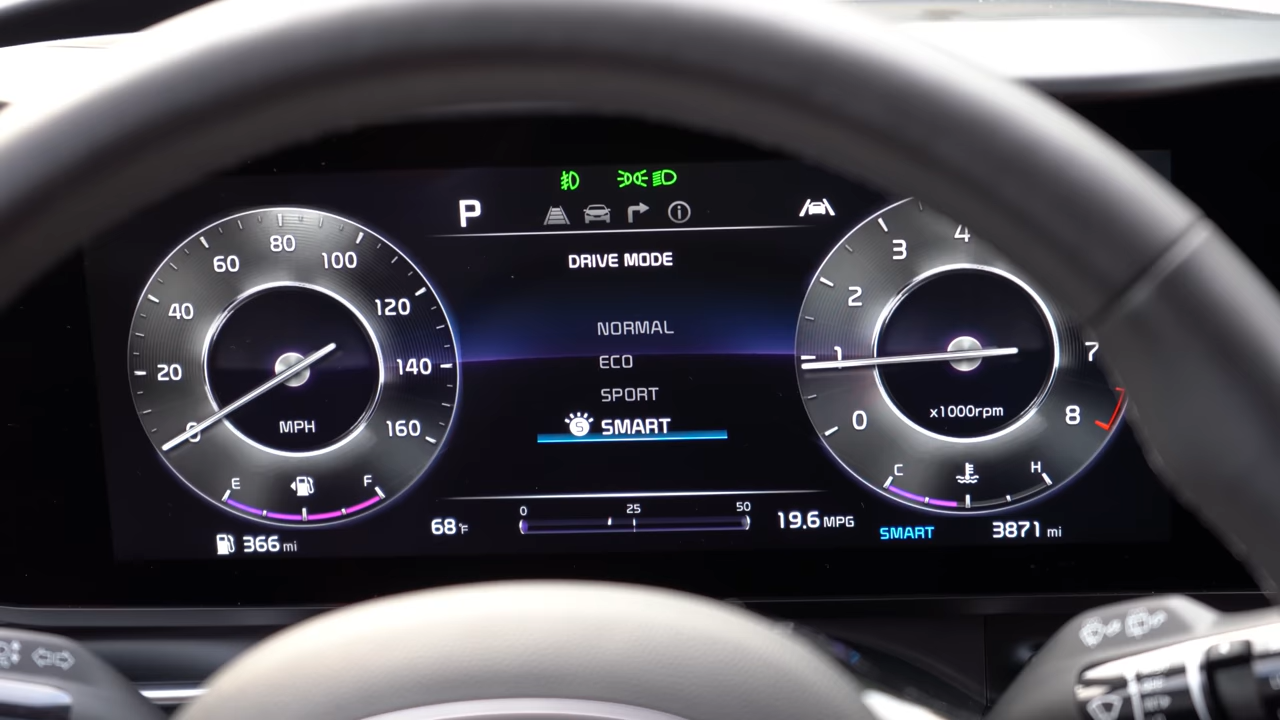 P
DRIVE MODE
NORMAL
ECO
SPORT
S SMART
0 20 40 60 80 100 120 140 160
MPH
E F
366 mi
68°F
0 25 50
19.6 MPG
0 1 2 3 4 7 8
x1000rpm
C H
SMART
3871 mi